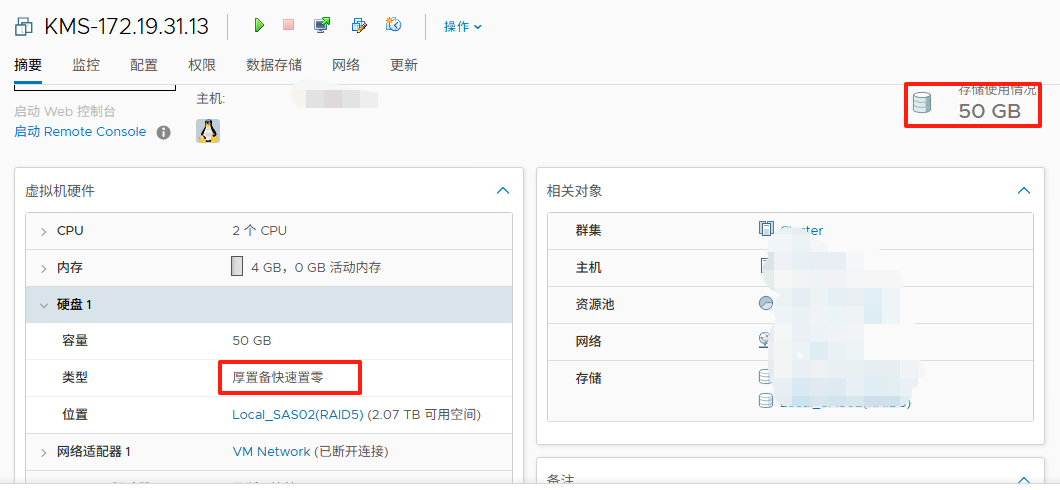 KMS-172.19.31.13
操作
摘要 监控 配置 权限 数据存储 网络 更新
启动 Web 控制台
启动 Remote Console
主机:
存储使用情况
50 GB
虚拟机硬件
CPU 2 个 CPU
内存 4 GB，0 GB 活动内存
硬盘 1
容量 50 GB
类型 厚置备快速置零
位置 Local_SAS02(RAID5) (2.07 TB 可用空间)
网络适配器 1 VM Network (已断开连接)
相关对象
群集 Cluster
主机
资源池
网络
存储
备注